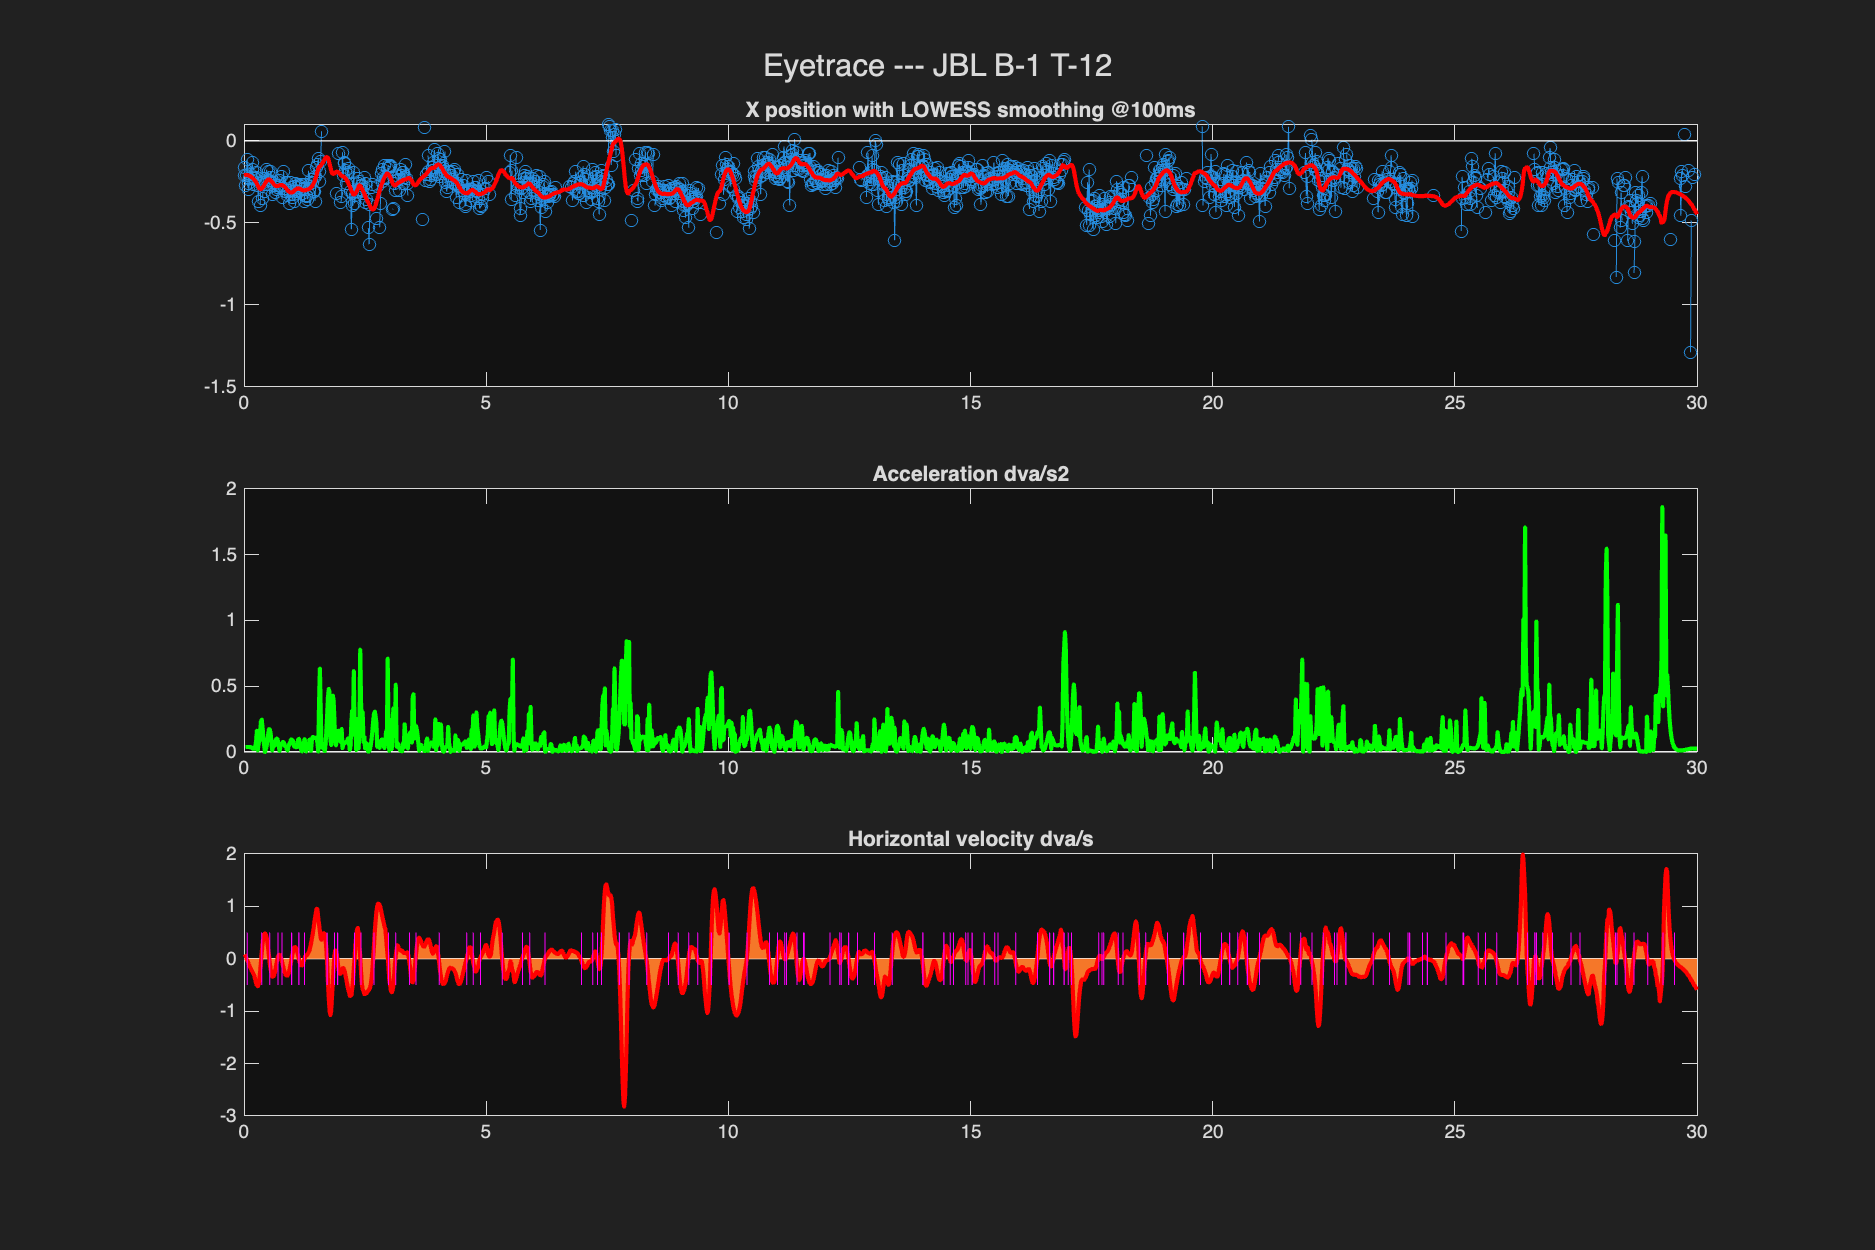 Eyetrace --- JBL B-1 T-12
X position with LOWESS smoothing @100ms
0
-0.5
-1
-1.5
0 5 10 15 20 25 30
Acceleration dva/s2
2
1.5
1
0.5
0
0 5 10 15 20 25 30
Horizontal velocity dva/s
2
1
0
-1
-2
-3
0 5 10 15 20 25 30